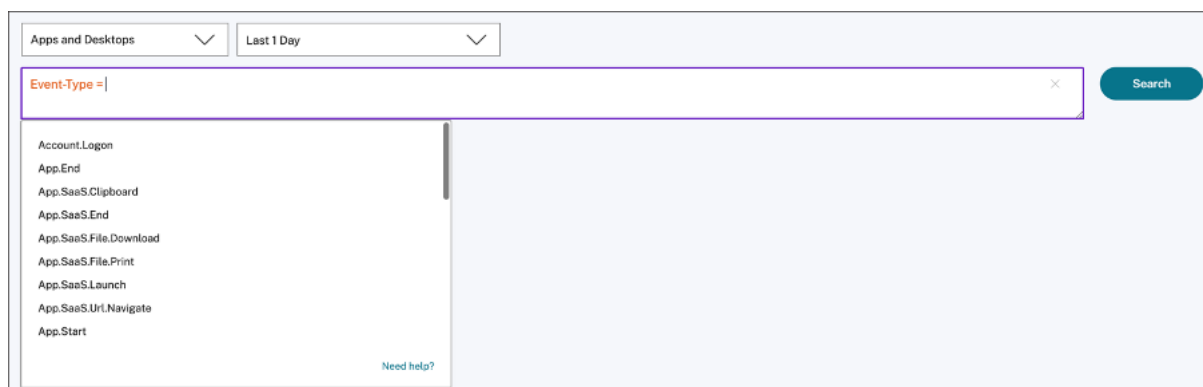 Apps and Desktops
Last 1 Day
Event-Type =
Search
Account.Logon
App.End
App.SaaS.Clipboard
App.SaaS.End
App.SaaS.File.Download
App.SaaS.File.Print
App.SaaS.Launch
App.SaaS.Url.Navigate
App.Start
Need help?